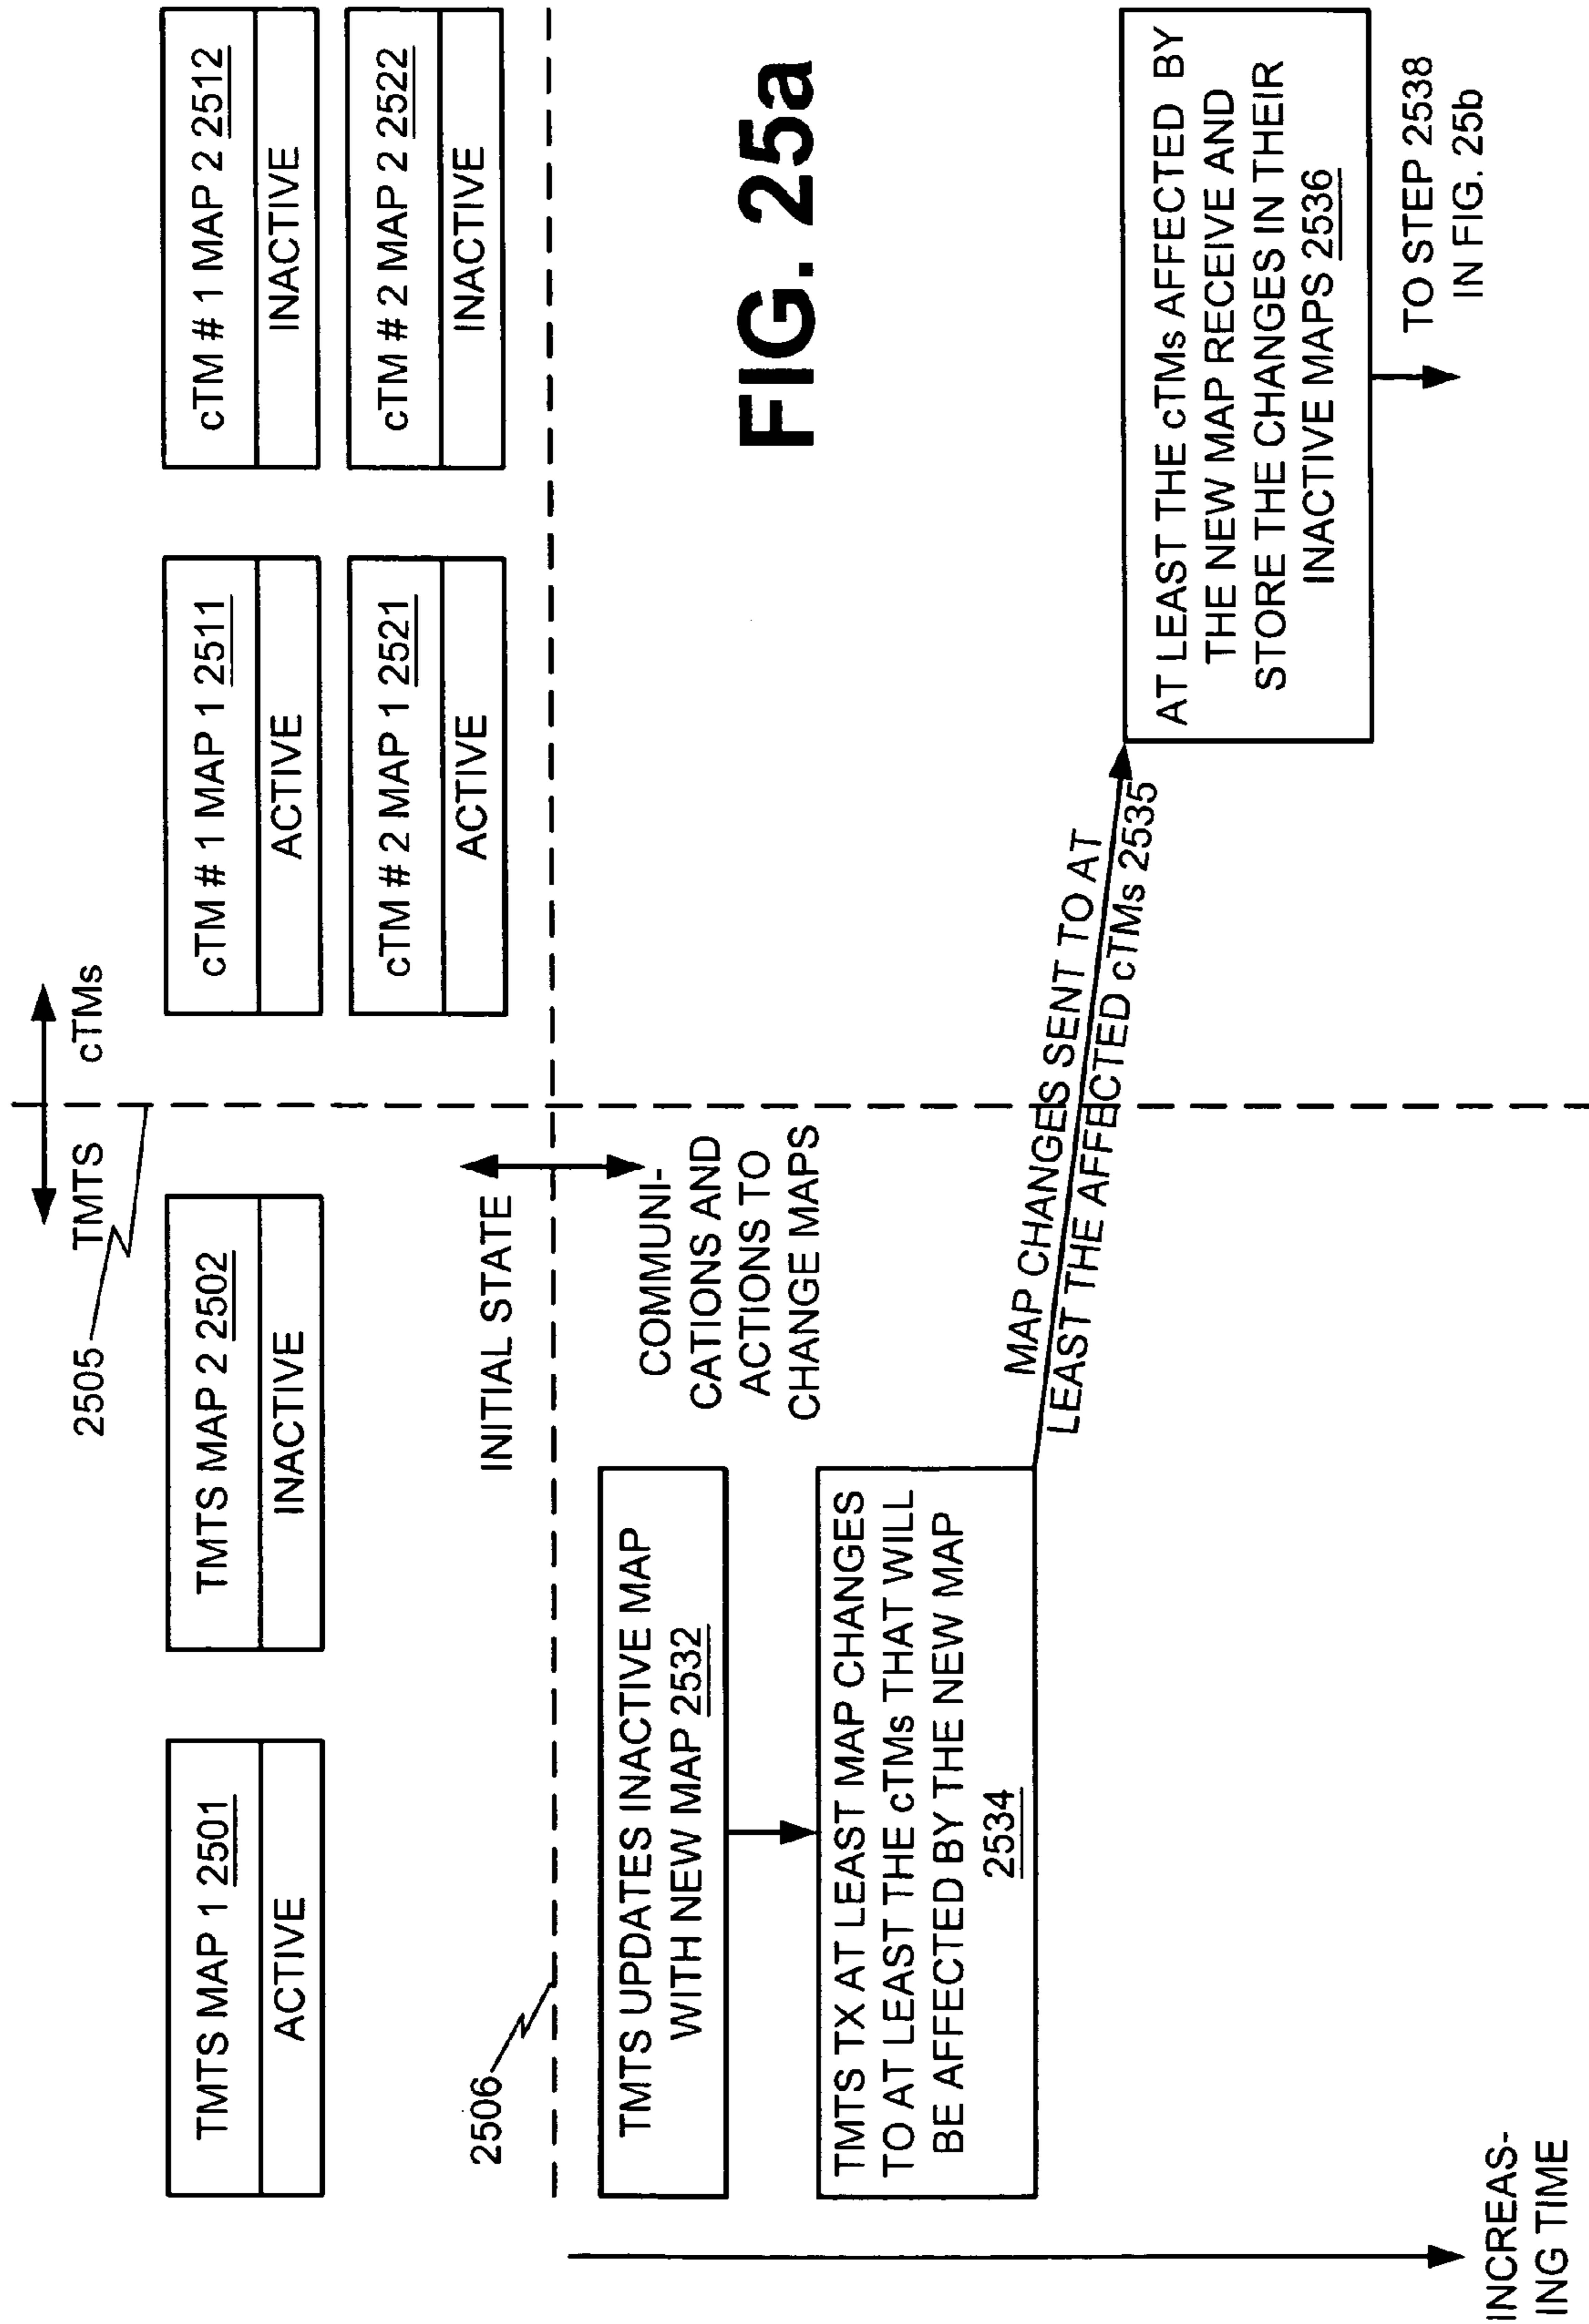 TMTS
cTMs
2505
TMTS MAP 1 2501
ACTIVE
TMTS MAP 2 2502
INACTIVE
cTM # 1 MAP 1 2511
ACTIVE
cTM # 1 MAP 2 2512
INACTIVE
cTM # 2 MAP 1 2521
ACTIVE
cTM # 2 MAP 2 2522
INACTIVE
2506
INITIAL STATE
COMMUNI-
CATIONS AND
ACTIONS TO
CHANGE MAPS
FIG. 25a
TMTS UPDATES INACTIVE MAP
WITH NEW MAP 2532
TMTS TX AT LEAST MAP CHANGES
TO AT LEAST THE cTMs THAT WILL
BE AFFECTED BY THE NEW MAP
2534
MAP CHANGES SENT TO AT
LEAST THE AFFECTED cTMs 2535
AT LEAST THE cTMs AFFECTED BY
THE NEW MAP RECEIVE AND
STORE THE CHANGES IN THEIR
INACTIVE MAPS 2536
TO STEP 2538
IN FIG. 25b
INCREAS-
ING TIME